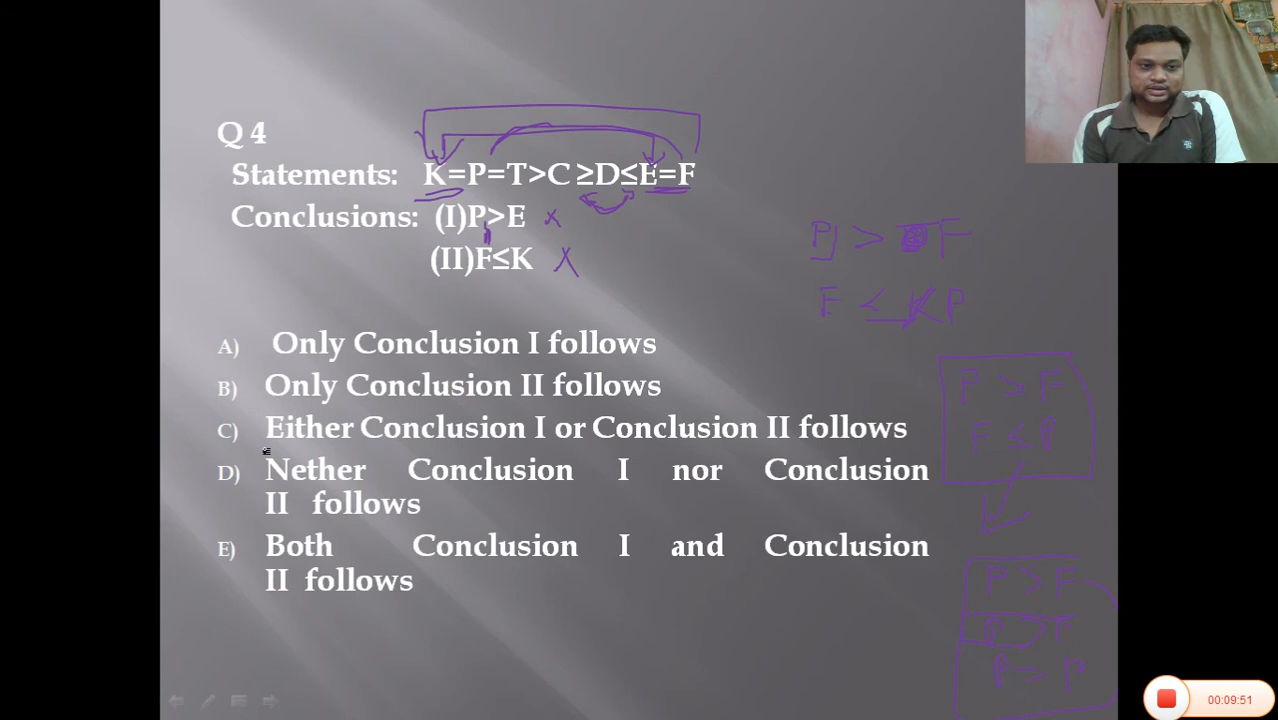 Q 4
Statements: K=P=T>C ≥D≤E=F
Conclusions: (I)P>E x
(II)F≤K X
P > F
F ≤ P
A) Only Conclusion I follows
B) Only Conclusion II follows
C) Either Conclusion I or Conclusion II follows
D) Nether Conclusion I nor Conclusion
II follows
E) Both Conclusion I and Conclusion
II follows
P > F
F ≤ P
P > F
00:09:51